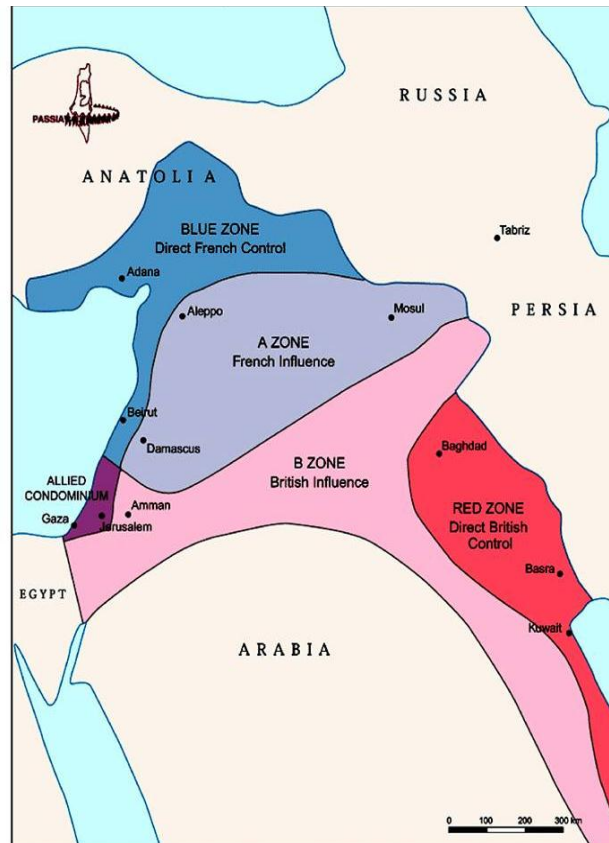 RUSSIA
PASSIA
ANATOLIA
BLUE ZONE
Direct French Control
Tabriz
Adana
Aleppo
Mosul
PERSIA
A ZONE
French Influence
Beirut
Damascus
Baghdad
B ZONE
British Influence
ALLIED
CONDOMINIUM
Amman
Gaza
Jerusalem
RED ZONE
Direct British
Control
Basra
EGYPT
Kuwait
ARABIA
0 100 200 300 km